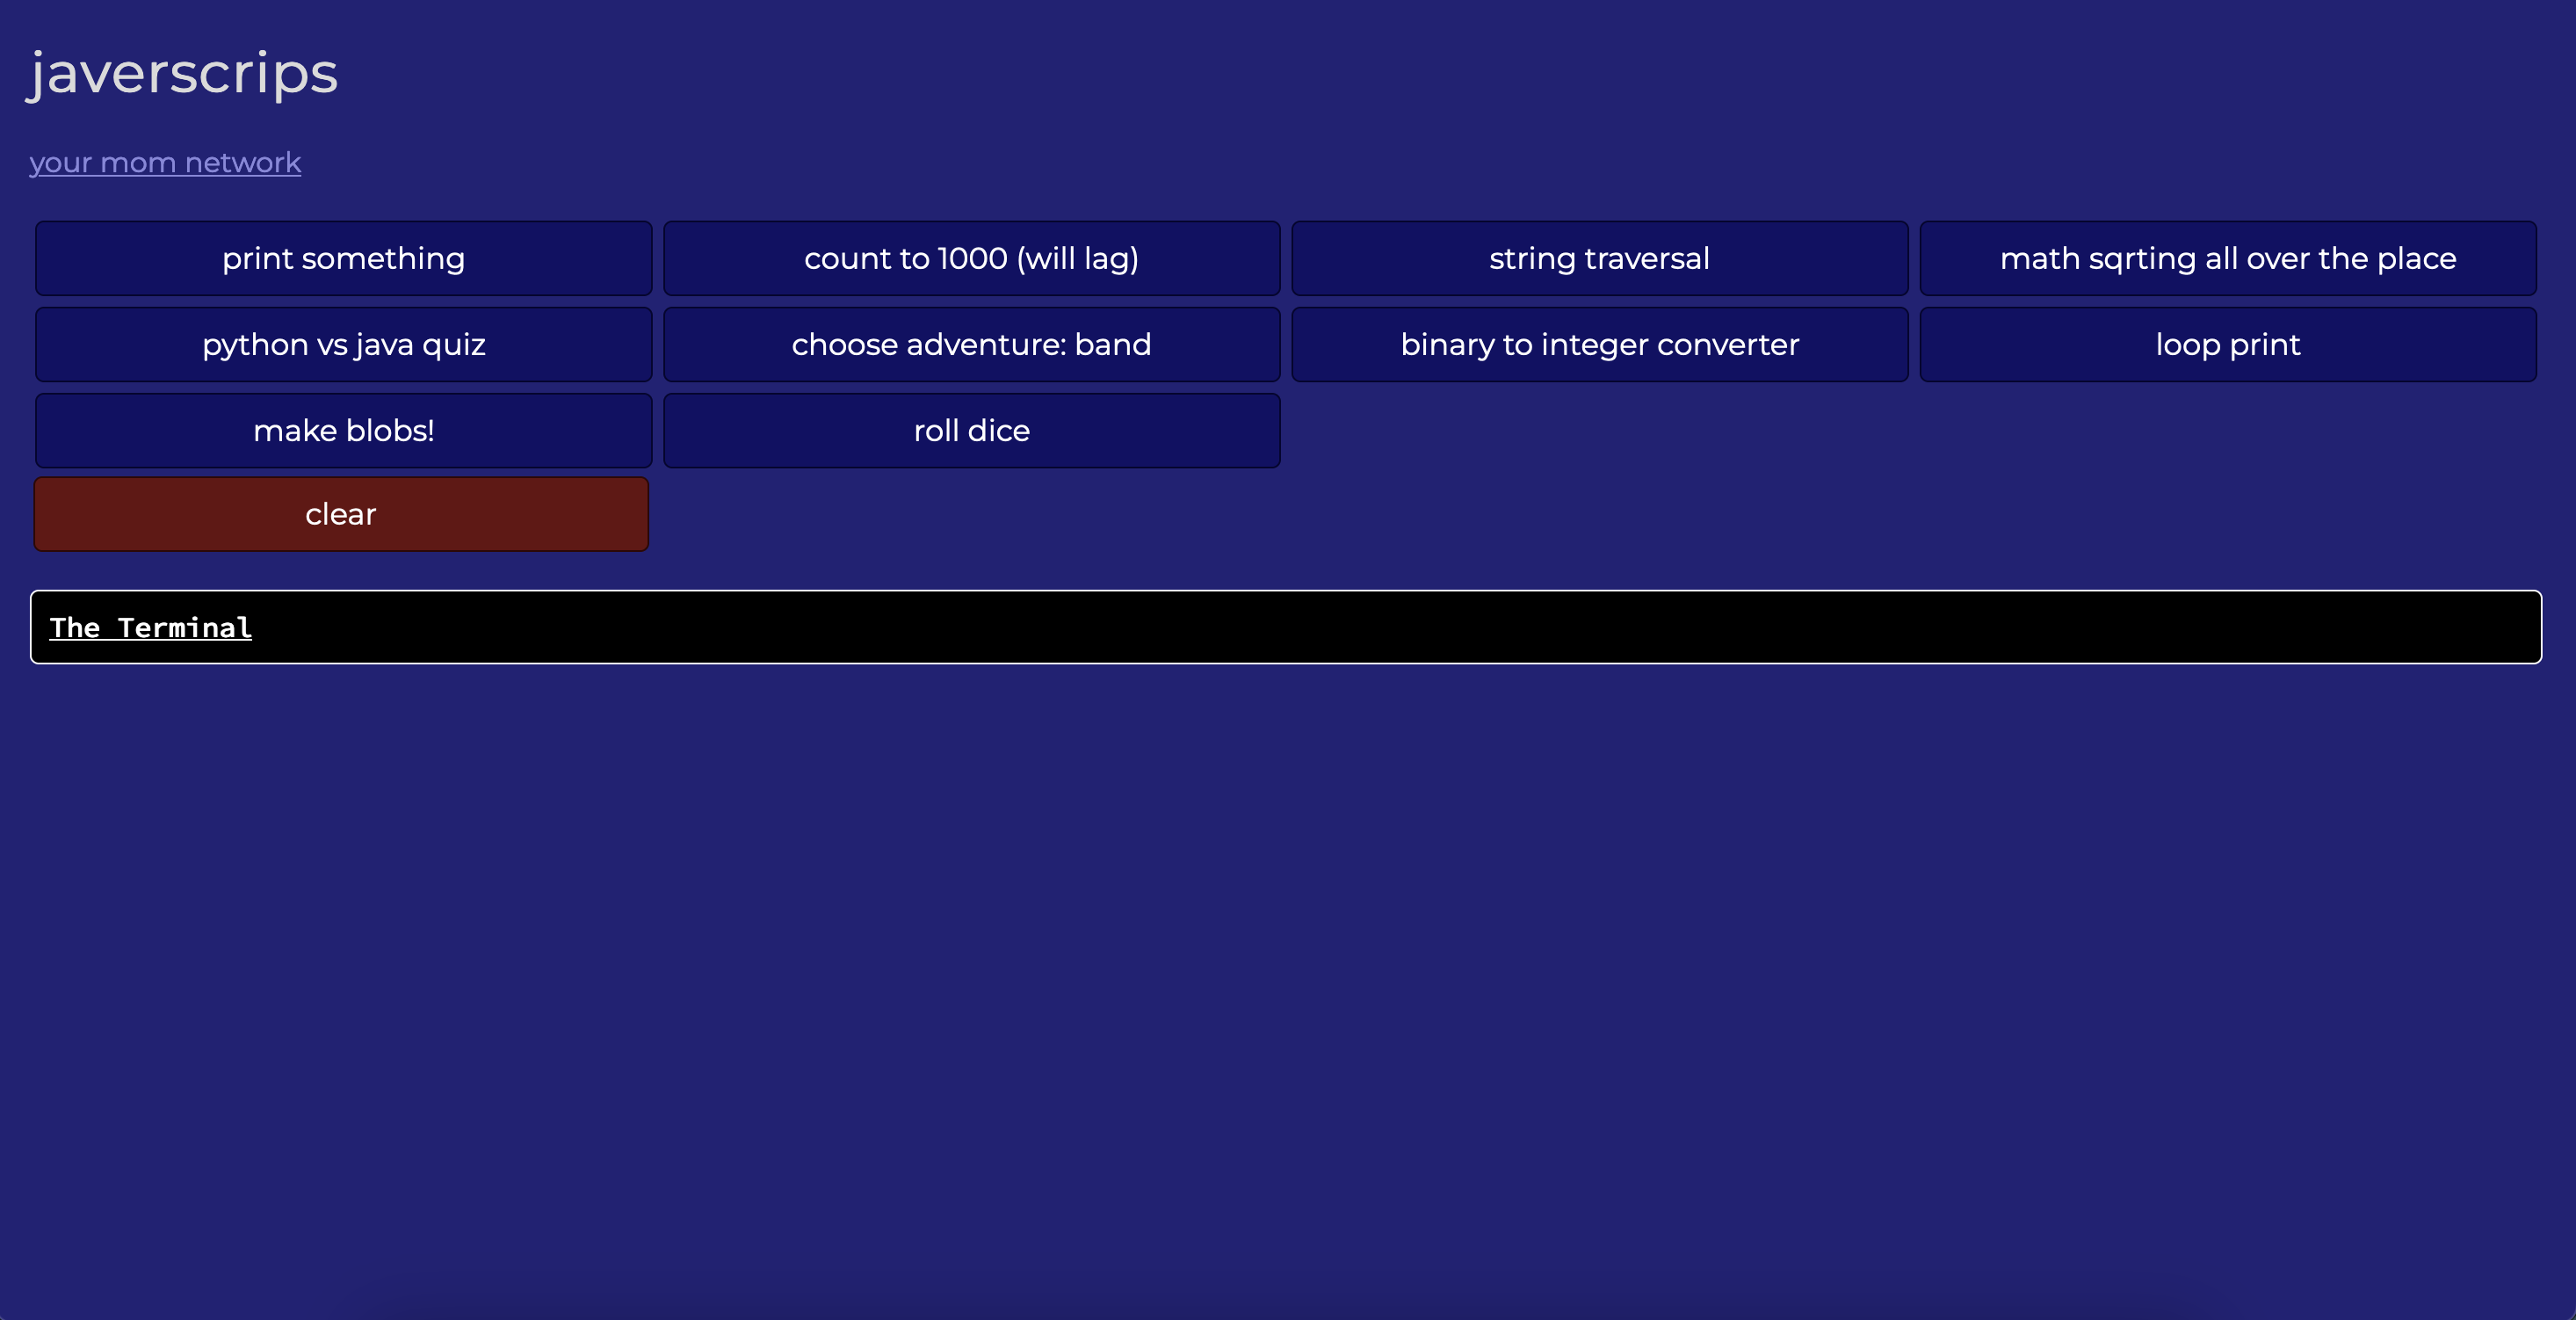 javerscrips
your mom network
print something
count to 1000 (will lag)
string traversal
math sqrting all over the place
python vs java quiz
choose adventure: band
binary to integer converter
loop print
make blobs!
roll dice
clear
The Terminal